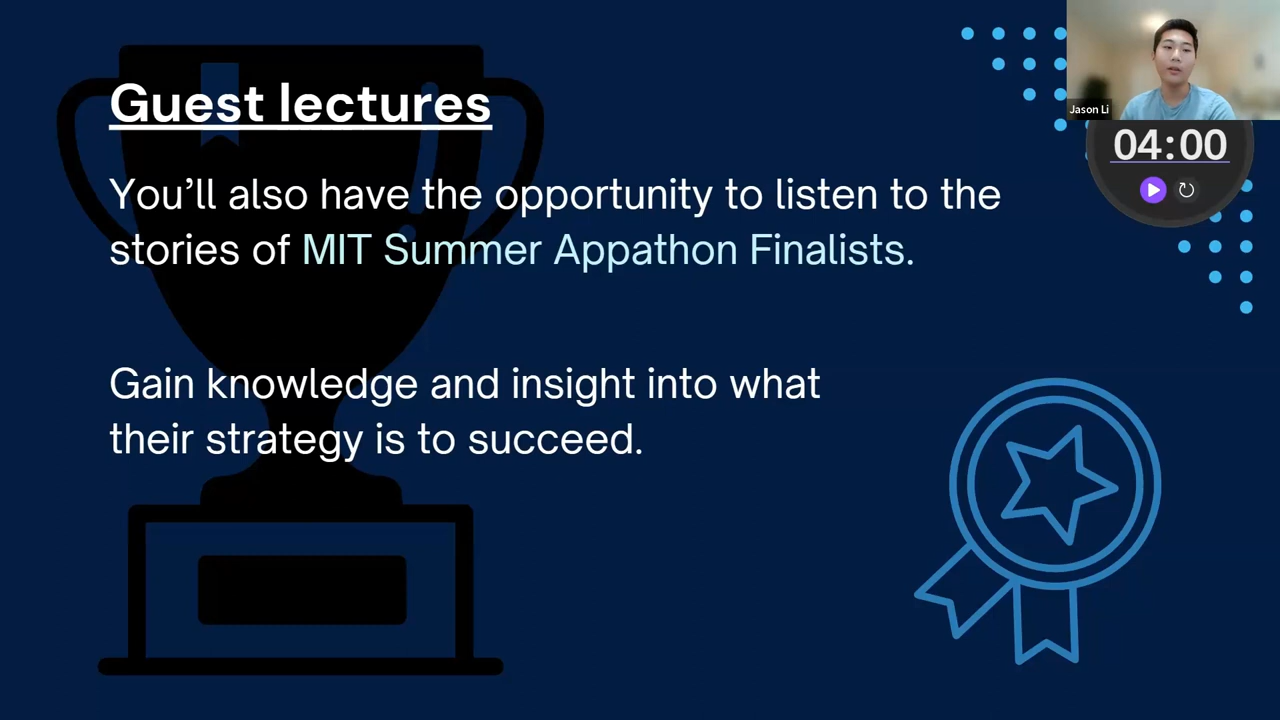 Guest lectures
You’ll also have the opportunity to listen to the
stories of MIT Summer Appathon Finalists.
Gain knowledge and insight into what
their strategy is to succeed.
Jason Li
04:00